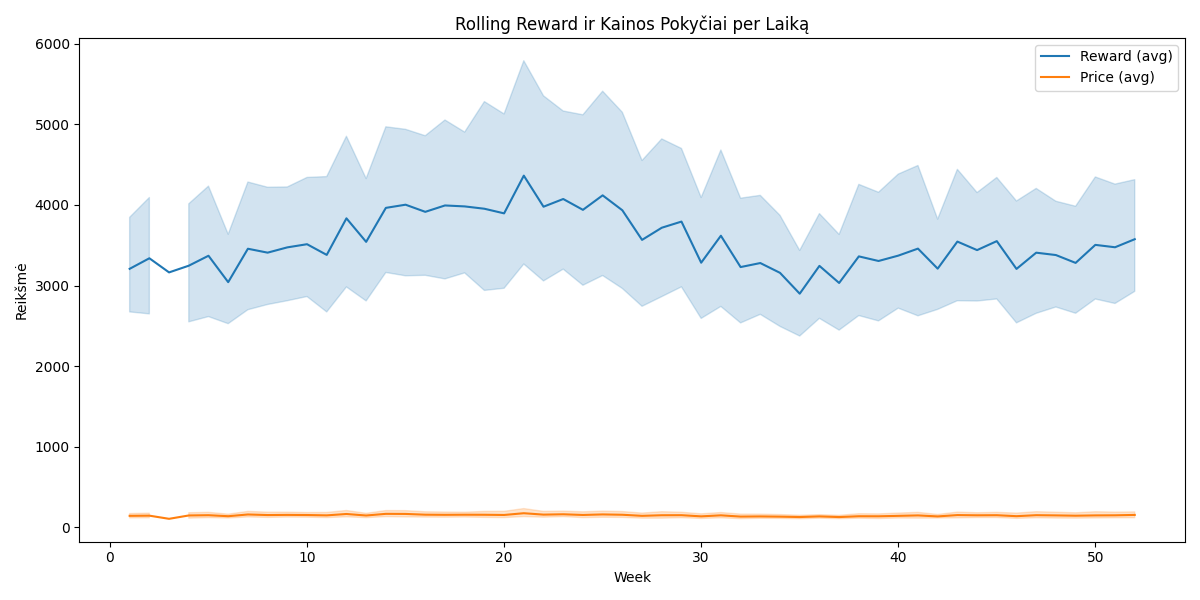 Rolling Reward ir Kainos Pokyčiai per Laiką
Reward (avg)
Price (avg)
Reikšmė
6000
5000
4000
3000
2000
1000
0
0 10 20 30 40 50
Week